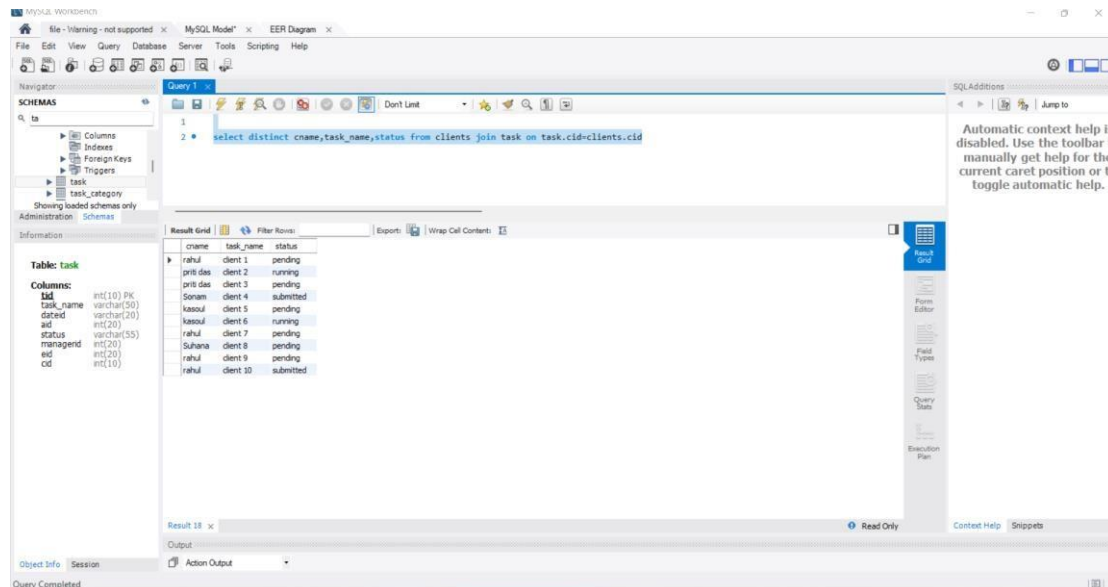 MySQL Workbench
file - Warning - not supported × MySQL Model* × EER Diagram ×
File Edit View Query Database Server Tools Scripting Help
Navigator
SCHEMAS
ta
Columns
Indexes
Foreign Keys
Triggers
task
task_category
Showing loaded schemas only
Administration Schemas
Information
Table: task
Columns:
tid int(10) PK
task_name varchar(50)
dateid varchar(20)
aid int(20)
status varchar(55)
managerid int(20)
eid int(20)
cid int(10)
Object Info Session
Query Completed
Query 1 ×
Don't Limit
1
2 select distinct cname,task_name,status from clients join task on task.cid=clients.cid
Result Grid Filter Rows: Export: Wrap Cell Content:
cname task_name status
rahul client 1 pending
priti das client 2 running
priti das client 3 pending
Sonam client 4 submitted
kasoul client 5 pending
kasoul client 6 running
rahul client 7 pending
Suhana client 8 pending
rahul client 9 pending
rahul client 10 submitted
Result
Grid
Form
Editor
Field
Types
Query
Stats
Execution
Plan
Result 18 ×
Read Only
Output
Action Output
SQLAdditions
Jump to
Automatic context help i
disabled. Use the toolbar
manually get help for the
current caret position or t
toggle automatic help.
Context Help Snippets